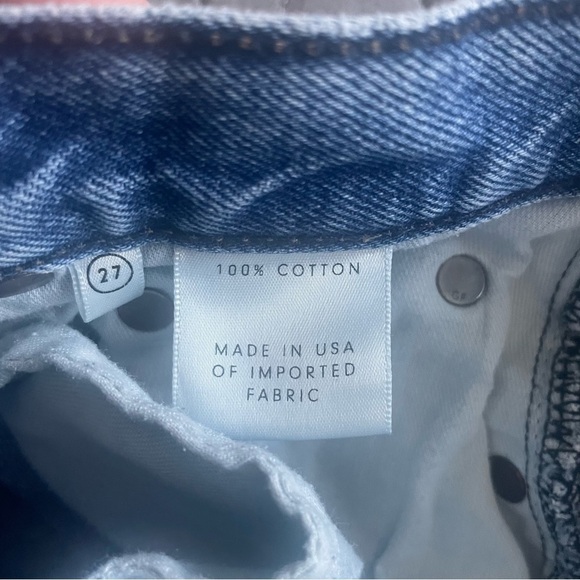 27
100% COTTON
MADE IN USA
OF IMPORTED
FABRIC